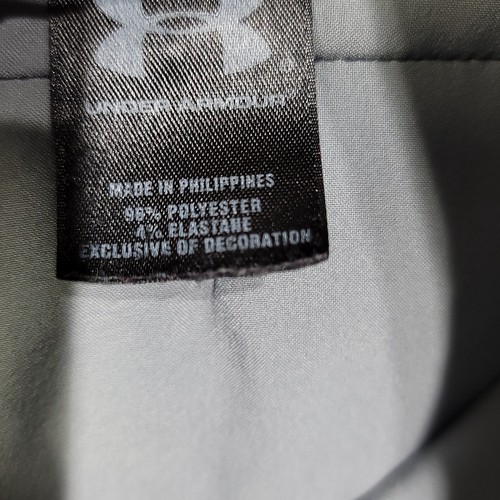 UNDER ARMOUR
MADE IN PHILIPPINES
96% POLYESTER
4% ELASTANE
EXCLUSIVE OF DECORATION